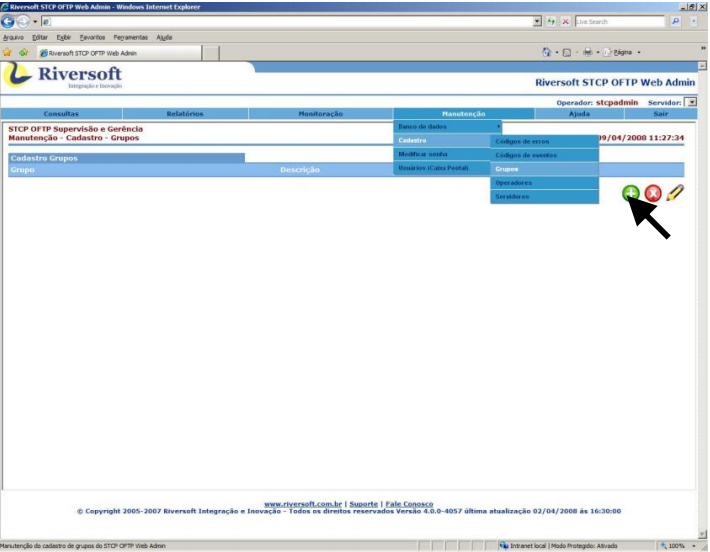 Riversoft STCP OFTP Web Admin - Windows Internet Explorer
Live Search
Arquivo Editar Exibir Favoritos Ferramentas Ajuda
Riversoft STCP OFTP Web Admin
Página
Riversoft
Integração e Inovação
Riversoft STCP OFTP Web Admin
Operador: stcpadmin Servidor:
Consultas Relatórios Monitoração Manutenção Ajuda Sair
STCP OFTP Supervisão e Gerência
Manutenção - Cadastro - Grupos
09/04/2008 11:27:34
Banco de dados
Cadastro
Modificar senha
Usuários (Caixa Postal)
Códigos de erros
Códigos de eventos
Grupos
Operadores
Servidores
Cadastro Grupos
Grupo Descrição
www.riversoft.com.br | Suporte | Fale Conosco
© Copyright 2005-2007 Riversoft Integração e Inovação - Todos os direitos reservados Versão 4.0.0-4057 última atualização 02/04/2008 às 16:30:00
Manutenção do cadastro de grupos do STCP OFTP Web Admin
Intranet local | Modo Protegido: Ativado
100%